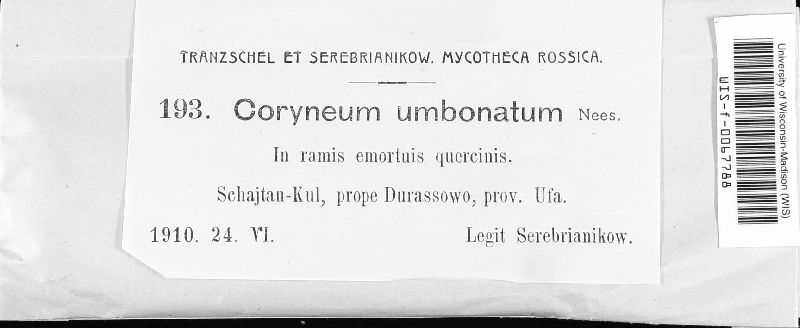 TRANZSCHEL ET SEREBRIANIKOW. MYCOTHECA ROSSICA.
193. Coryneum umbonatum Nees.
In ramis emortuis quercinis.
Schajtan-Kul, prope Durassowo, prov. Ufa.
1910. 24. VI. Legit Serebrianikow.
University of Wisconsin-Madison (WIS)
WIS-f-0097788